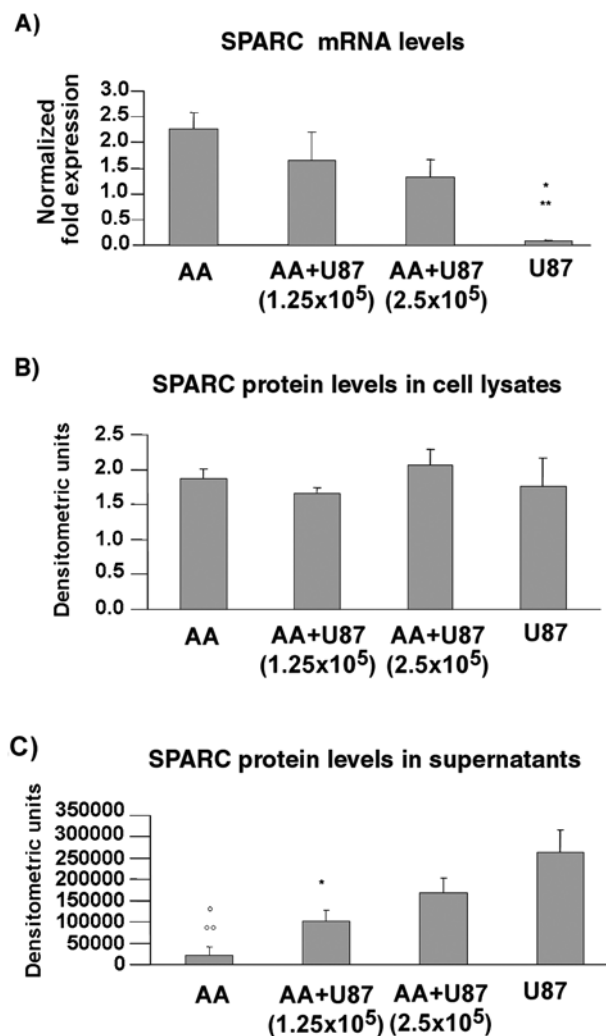 A)
SPARC mRNA levels
Normalized
fold expression
3.0
2.5
2.0
1.5
1.0
0.5
0.0
*
**
AA
AA+U87
(1.25x10⁵)
AA+U87
(2.5x10⁵)
U87
B)
SPARC protein levels in cell lysates
Densitometric units
2.5
2.0
1.5
1.0
0.5
0.0
AA
AA+U87
(1.25x10⁵)
AA+U87
(2.5x10⁵)
U87
C)
SPARC protein levels in supernatants
Densitometric units
350000
300000
250000
200000
150000
100000
50000
0
°
°°
*
AA
AA+U87
(1.25x10⁵)
AA+U87
(2.5x10⁵)
U87